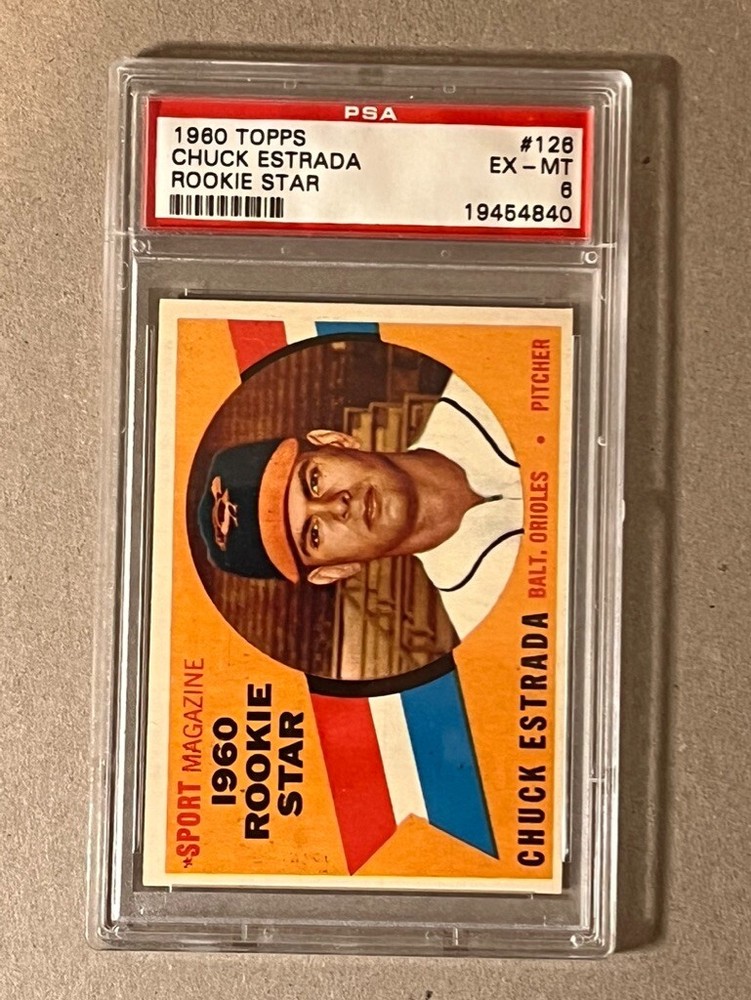 PSA
1960 TOPPS #126
CHUCK ESTRADA EX - MT
ROOKIE STAR 6
19454840
*SPORT MAGAZINE
1960
ROOKIE
STAR
CHUCK ESTRADA BALT. ORIOLES • PITCHER